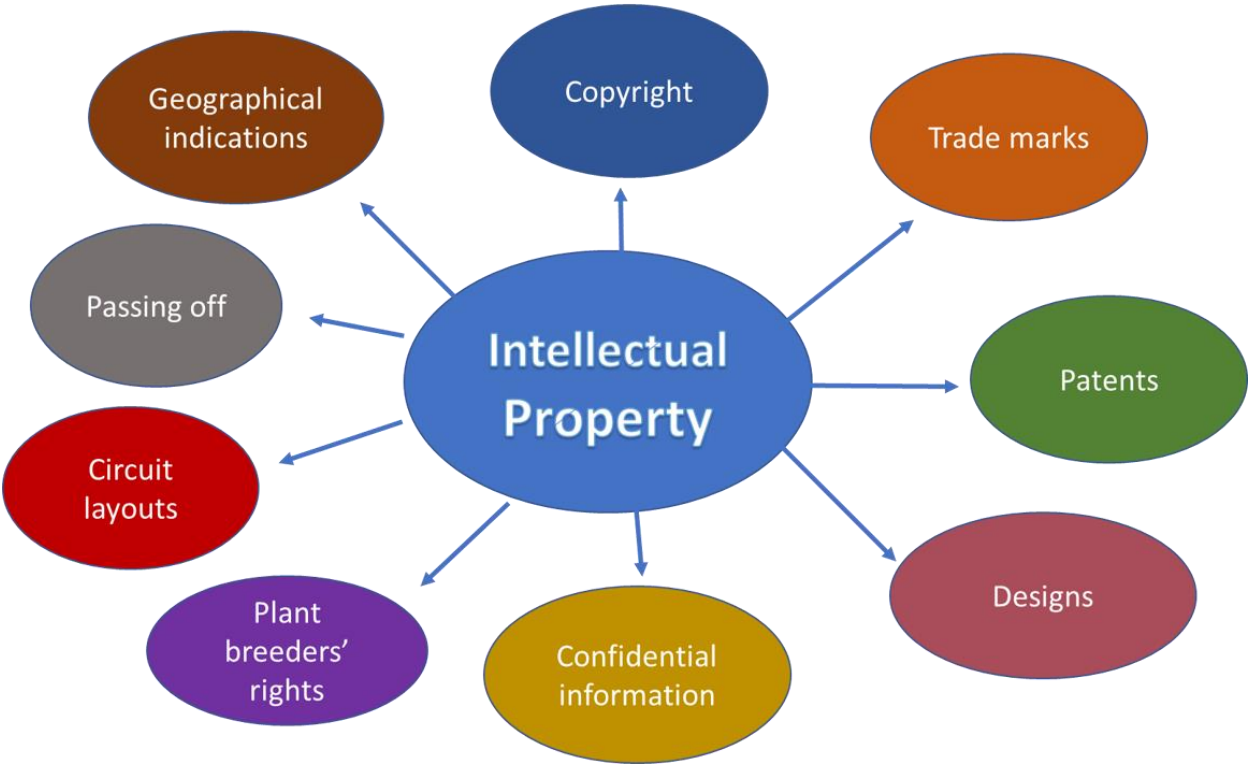 Geographical
indications
Copyright
Trade marks
Passing off
Intellectual
Property
Patents
Circuit
layouts
Designs
Plant
breeders’
rights
Confidential
information